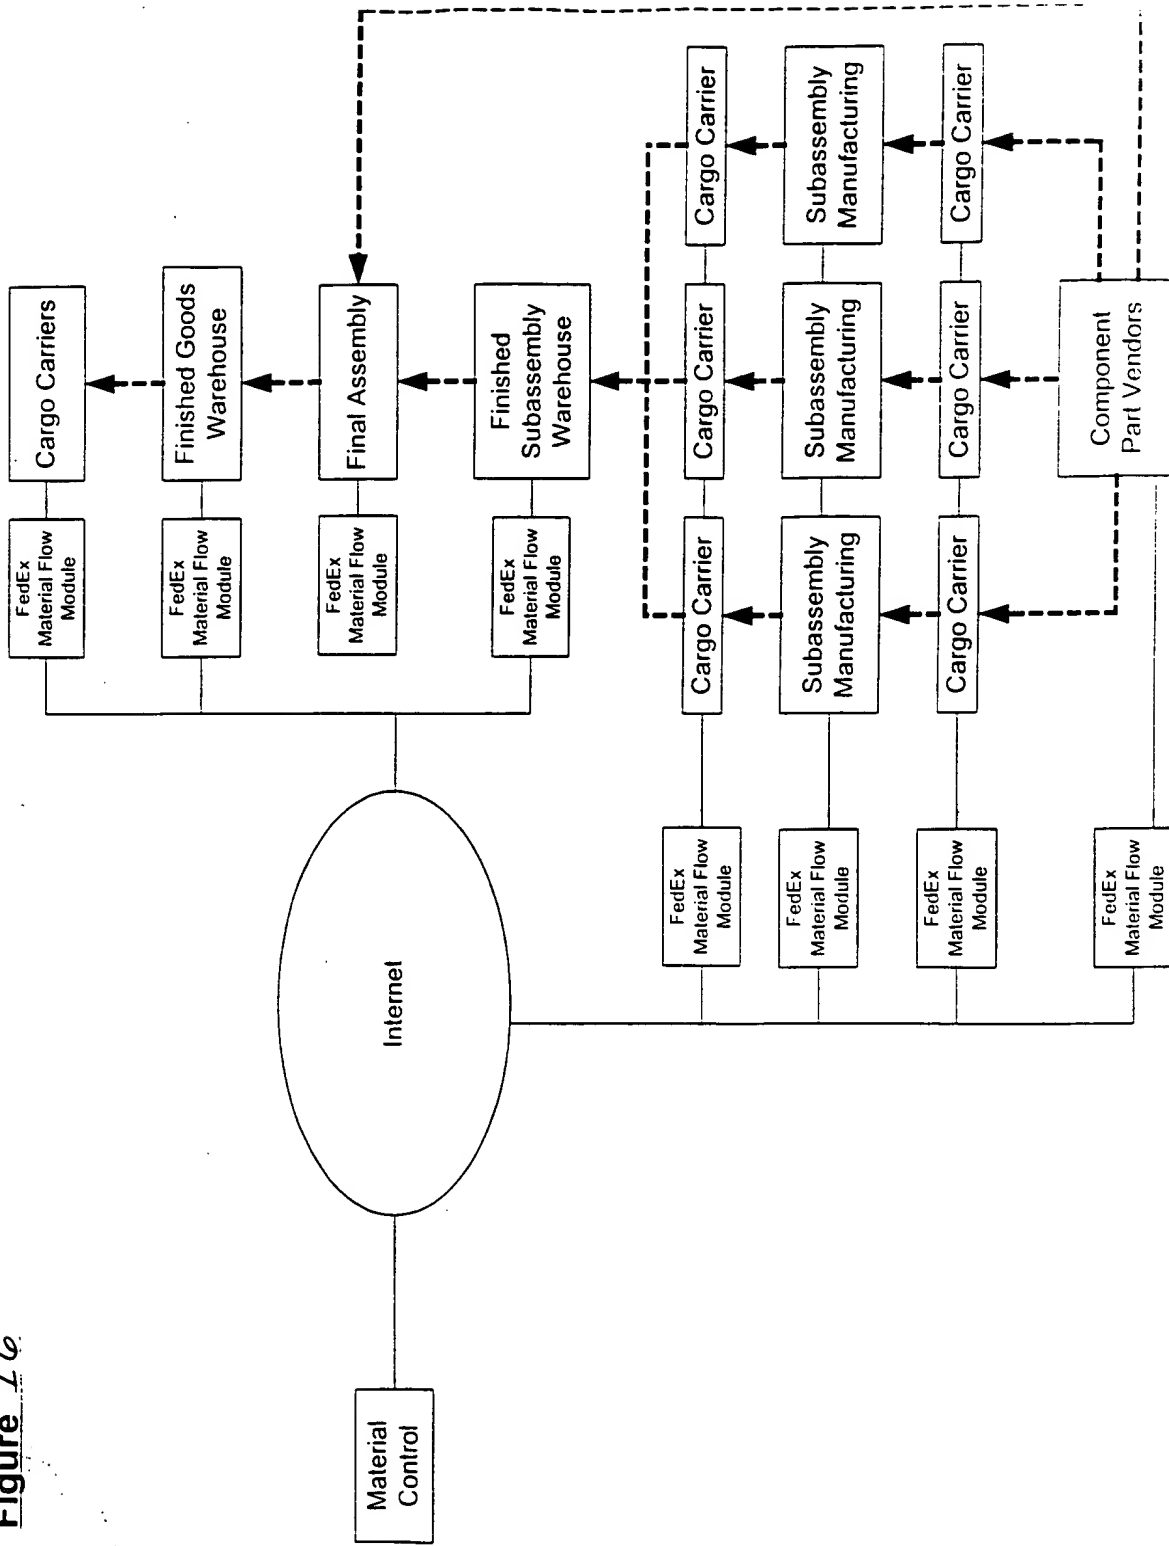 Figure 26
FedEx
Material Flow
Module
Cargo Carriers
FedEx
Material Flow
Module
Finished Goods
Warehouse
Material
Control
Internet
FedEx
Material Flow
Module
Final Assembly
FedEx
Material Flow
Module
Finished
Subassembly
Warehouse
FedEx
Material Flow
Module
Cargo Carrier
Cargo Carrier
Cargo Carrier
FedEx
Material Flow
Module
Subassembly
Manufacturing
Subassembly
Manufacturing
Subassembly
Manufacturing
FedEx
Material Flow
Module
Cargo Carrier
Cargo Carrier
Cargo Carrier
FedEx
Material Flow
Module
Component
Part Vendors